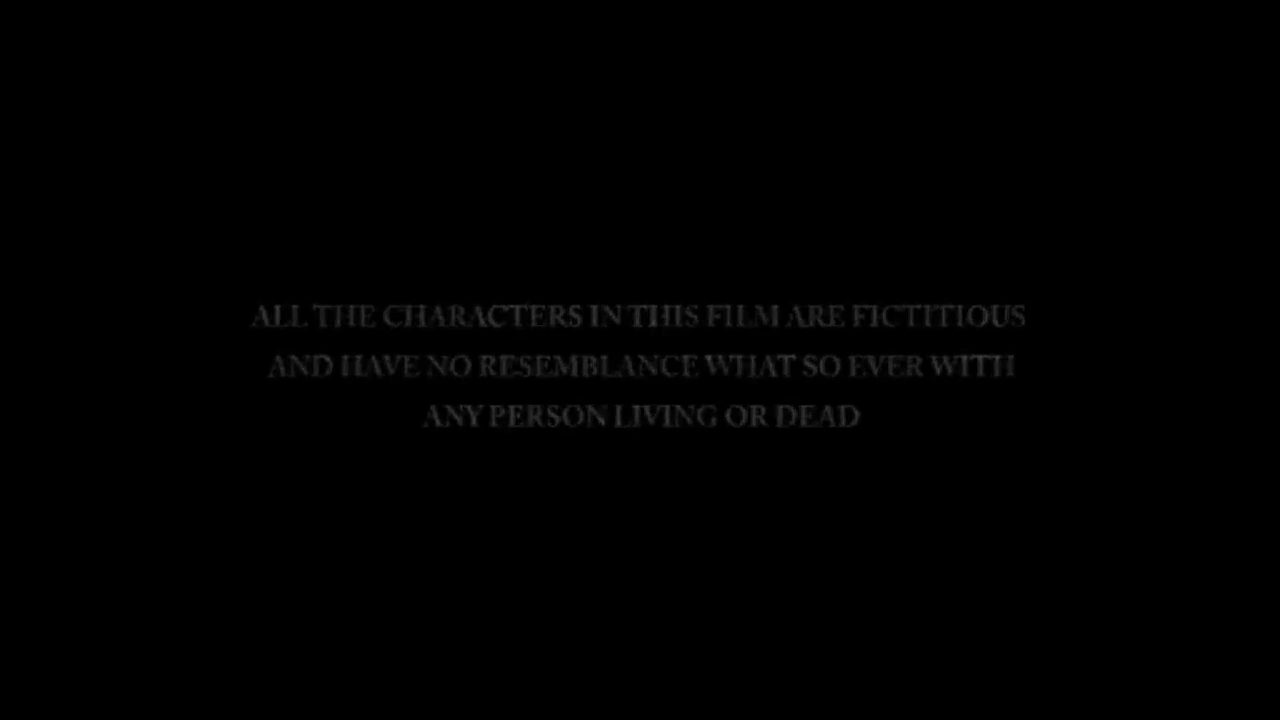 ALL THE CHARACTERS IN THIS FILM ARE FICTITIOUS
AND HAVE NO RESEMBLANCE WHAT SO EVER WITH
ANY PERSON LIVING OR DEAD